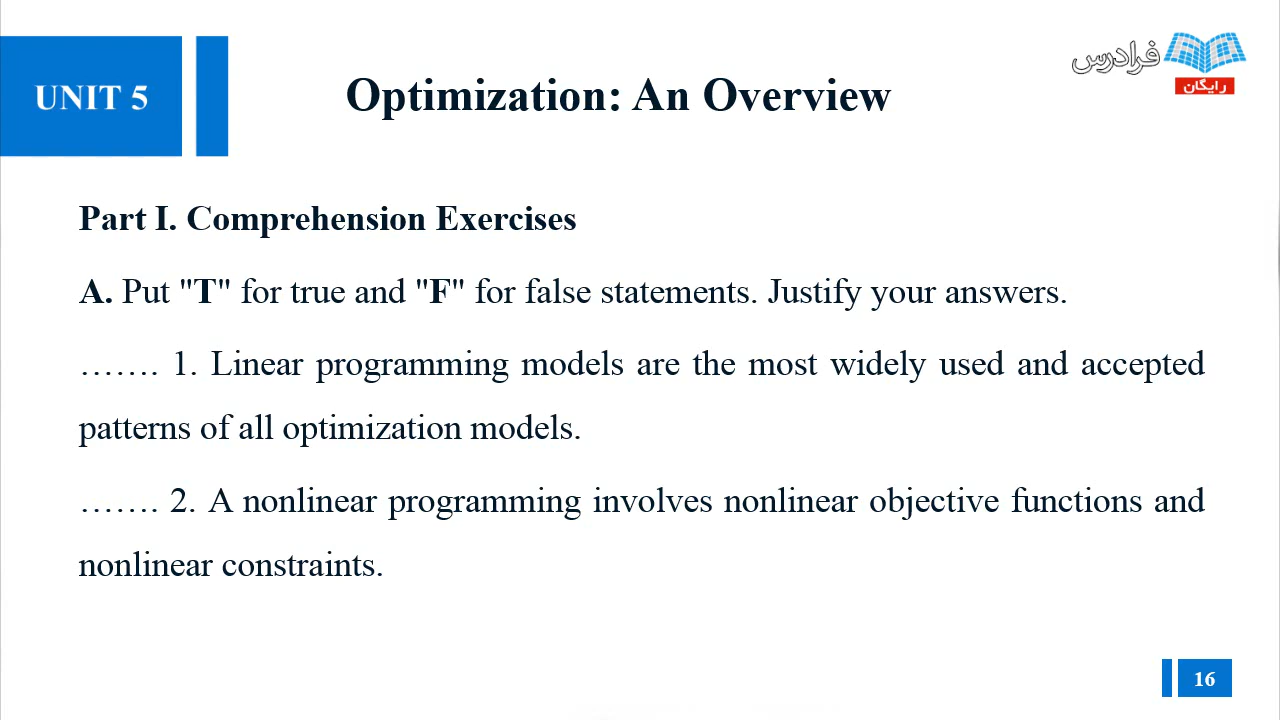 UNIT 5
Optimization: An Overview
فرادرس
رایگان
Part I. Comprehension Exercises
A. Put "T" for true and "F" for false statements. Justify your answers.
……. 1. Linear programming models are the most widely used and accepted
patterns of all optimization models.
……. 2. A nonlinear programming involves nonlinear objective functions and
nonlinear constraints.
16